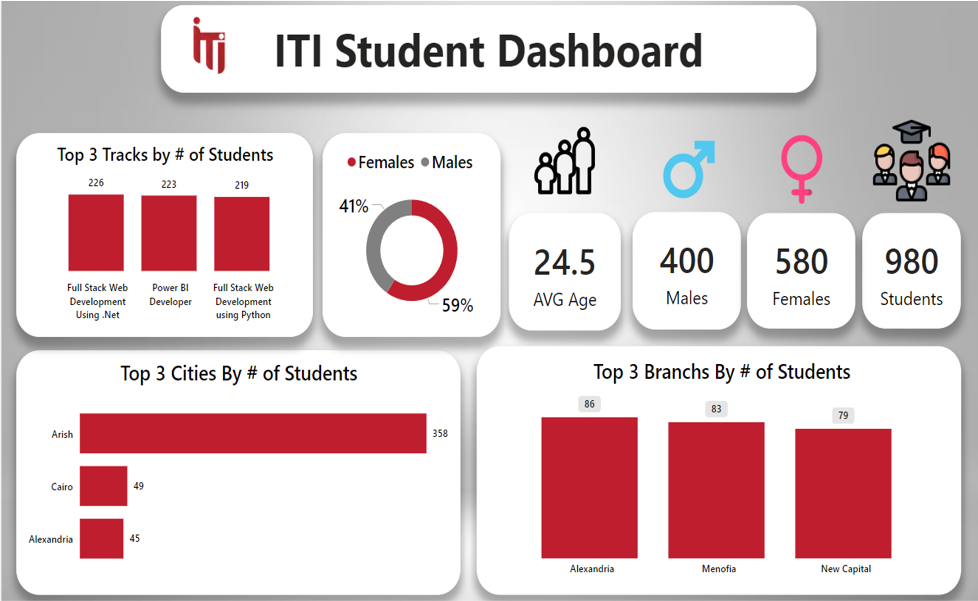 iTi
ITI Student Dashboard
Top 3 Tracks by # of Students
226
223
219
Full Stack Web
Development
Using .Net
Power BI
Developer
Full Stack Web
Development
using Python
Females Males
41%
59%
24.5
AVG Age
400
Males
580
Females
980
Students
Top 3 Cities By # of Students
Arish 358
Cairo 49
Alexandria 45
Top 3 Branchs By # of Students
86
83
79
Alexandria
Menofia
New Capital